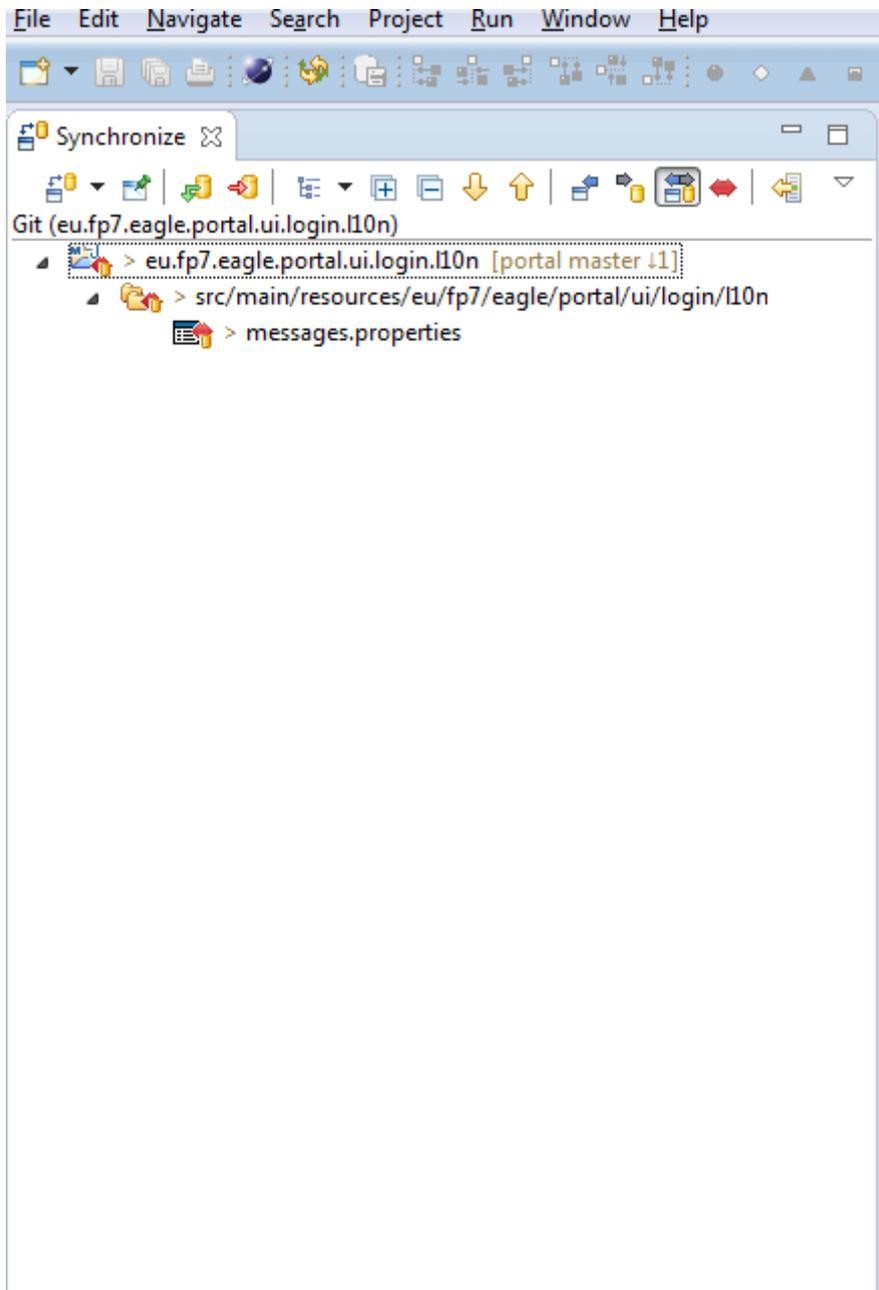 File Edit Navigate Search Project Run Window Help
Synchronize
Git (eu.fp7.eagle.portal.ui.login.l10n)
> eu.fp7.eagle.portal.ui.login.l10n [portal master ↓1]
> src/main/resources/eu/fp7/eagle/portal/ui/login/l10n
> messages.properties